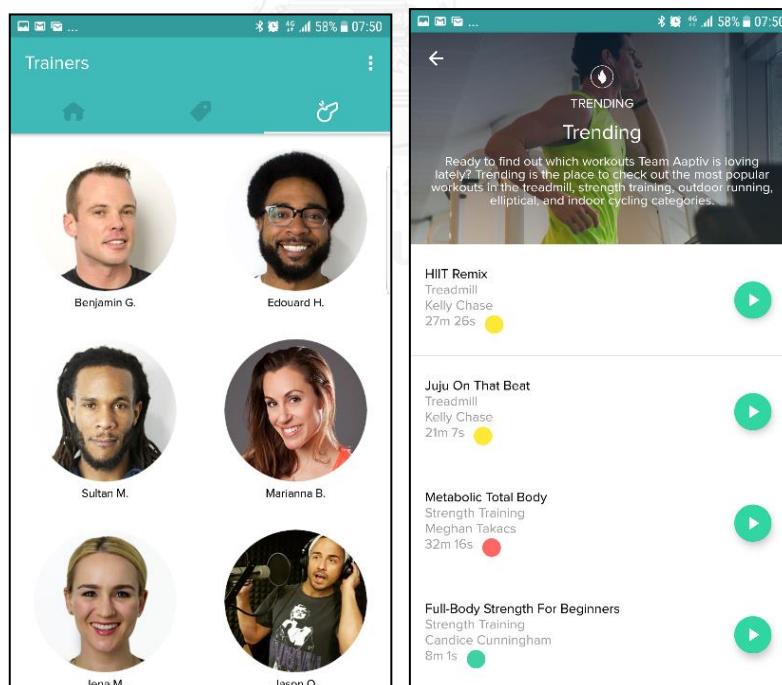 ... 4G 58% 07:50
Trainers
Benjamin G.
Edouard H.
Sultan M.
Marianna B.
Jena M.
Jason O.
... 4G 58% 07:50
TRENDING
Trending
Ready to find out which workouts Team Aaptiv is loving
lately? Trending is the place to check out the most popular
workouts in the treadmill, strength training, outdoor running,
elliptical, and indoor cycling categories.
HIIT Remix
Treadmill
Kelly Chase
27m 26s
Juju On That Beat
Treadmill
Kelly Chase
21m 7s
Metabolic Total Body
Strength Training
Meghan Takacs
32m 16s
Full-Body Strength For Beginners
Strength Training
Candice Cunningham
8m 1s